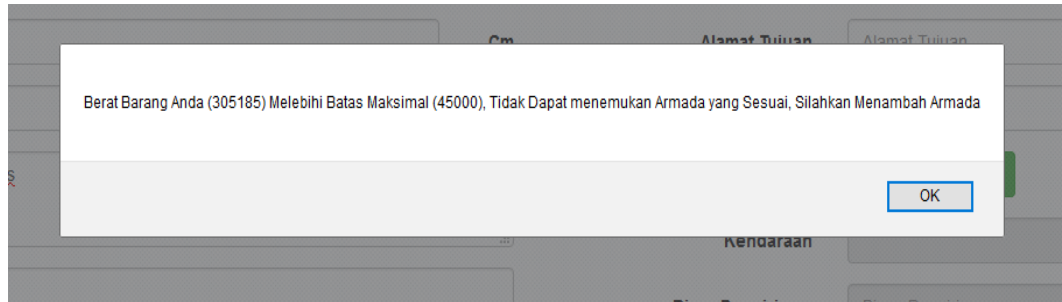 Cm Alamat Tujuan Alamat Tujuan
Berat Barang Anda (305185) Melebihi Batas Maksimal (45000), Tidak Dapat menemukan Armada yang Sesuai, Silahkan Menambah Armada
OK
Kendaraan